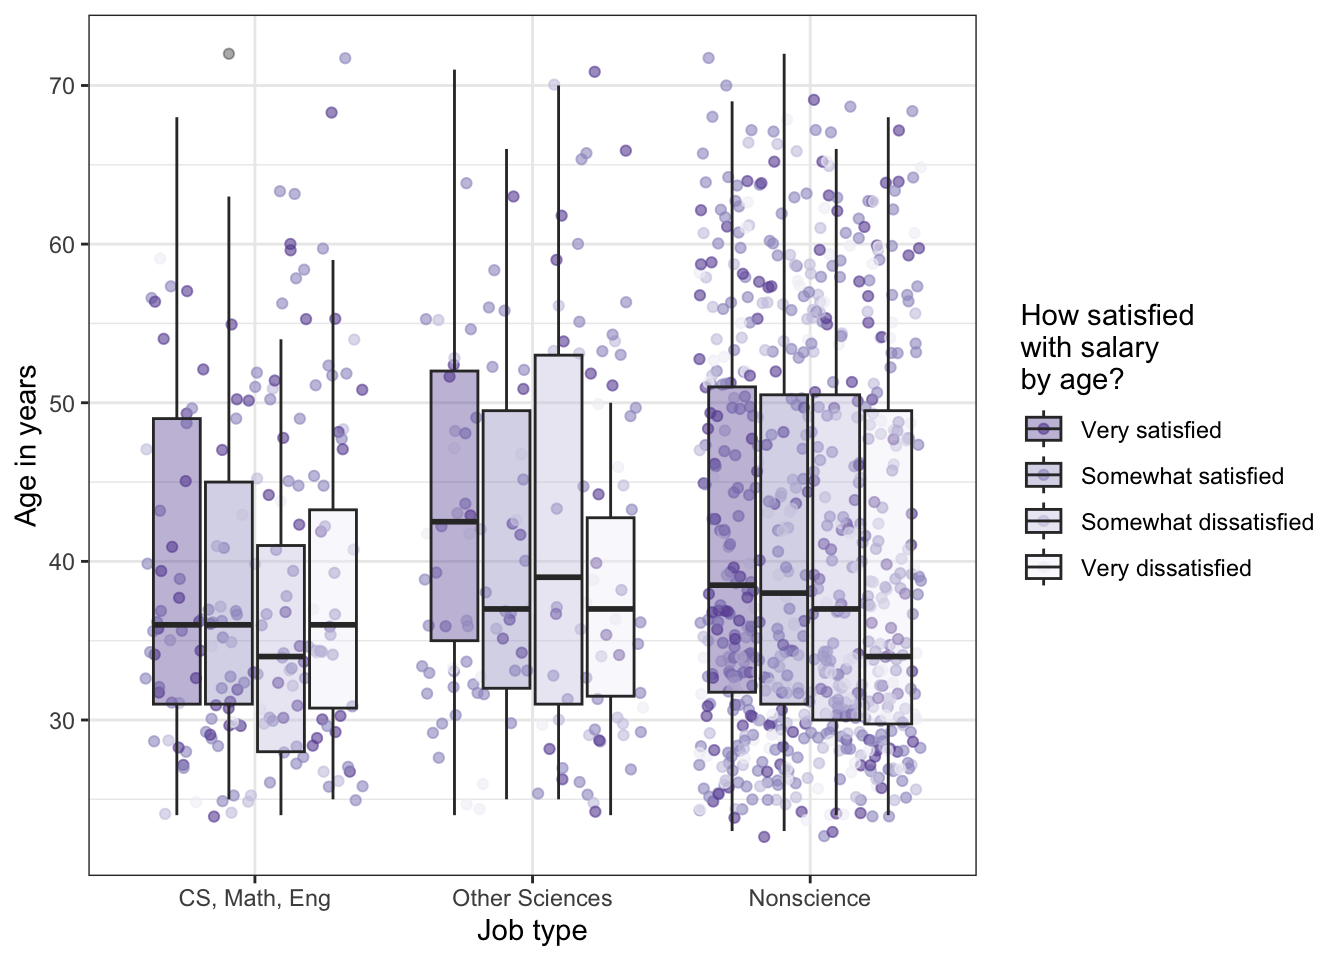 70
60
50
40
30
Age in years
CS, Math, Eng
Other Sciences
Nonscience
Job type
How satisfied
with salary
by age?
Very satisfied
Somewhat satisfied
Somewhat dissatisfied
Very dissatisfied